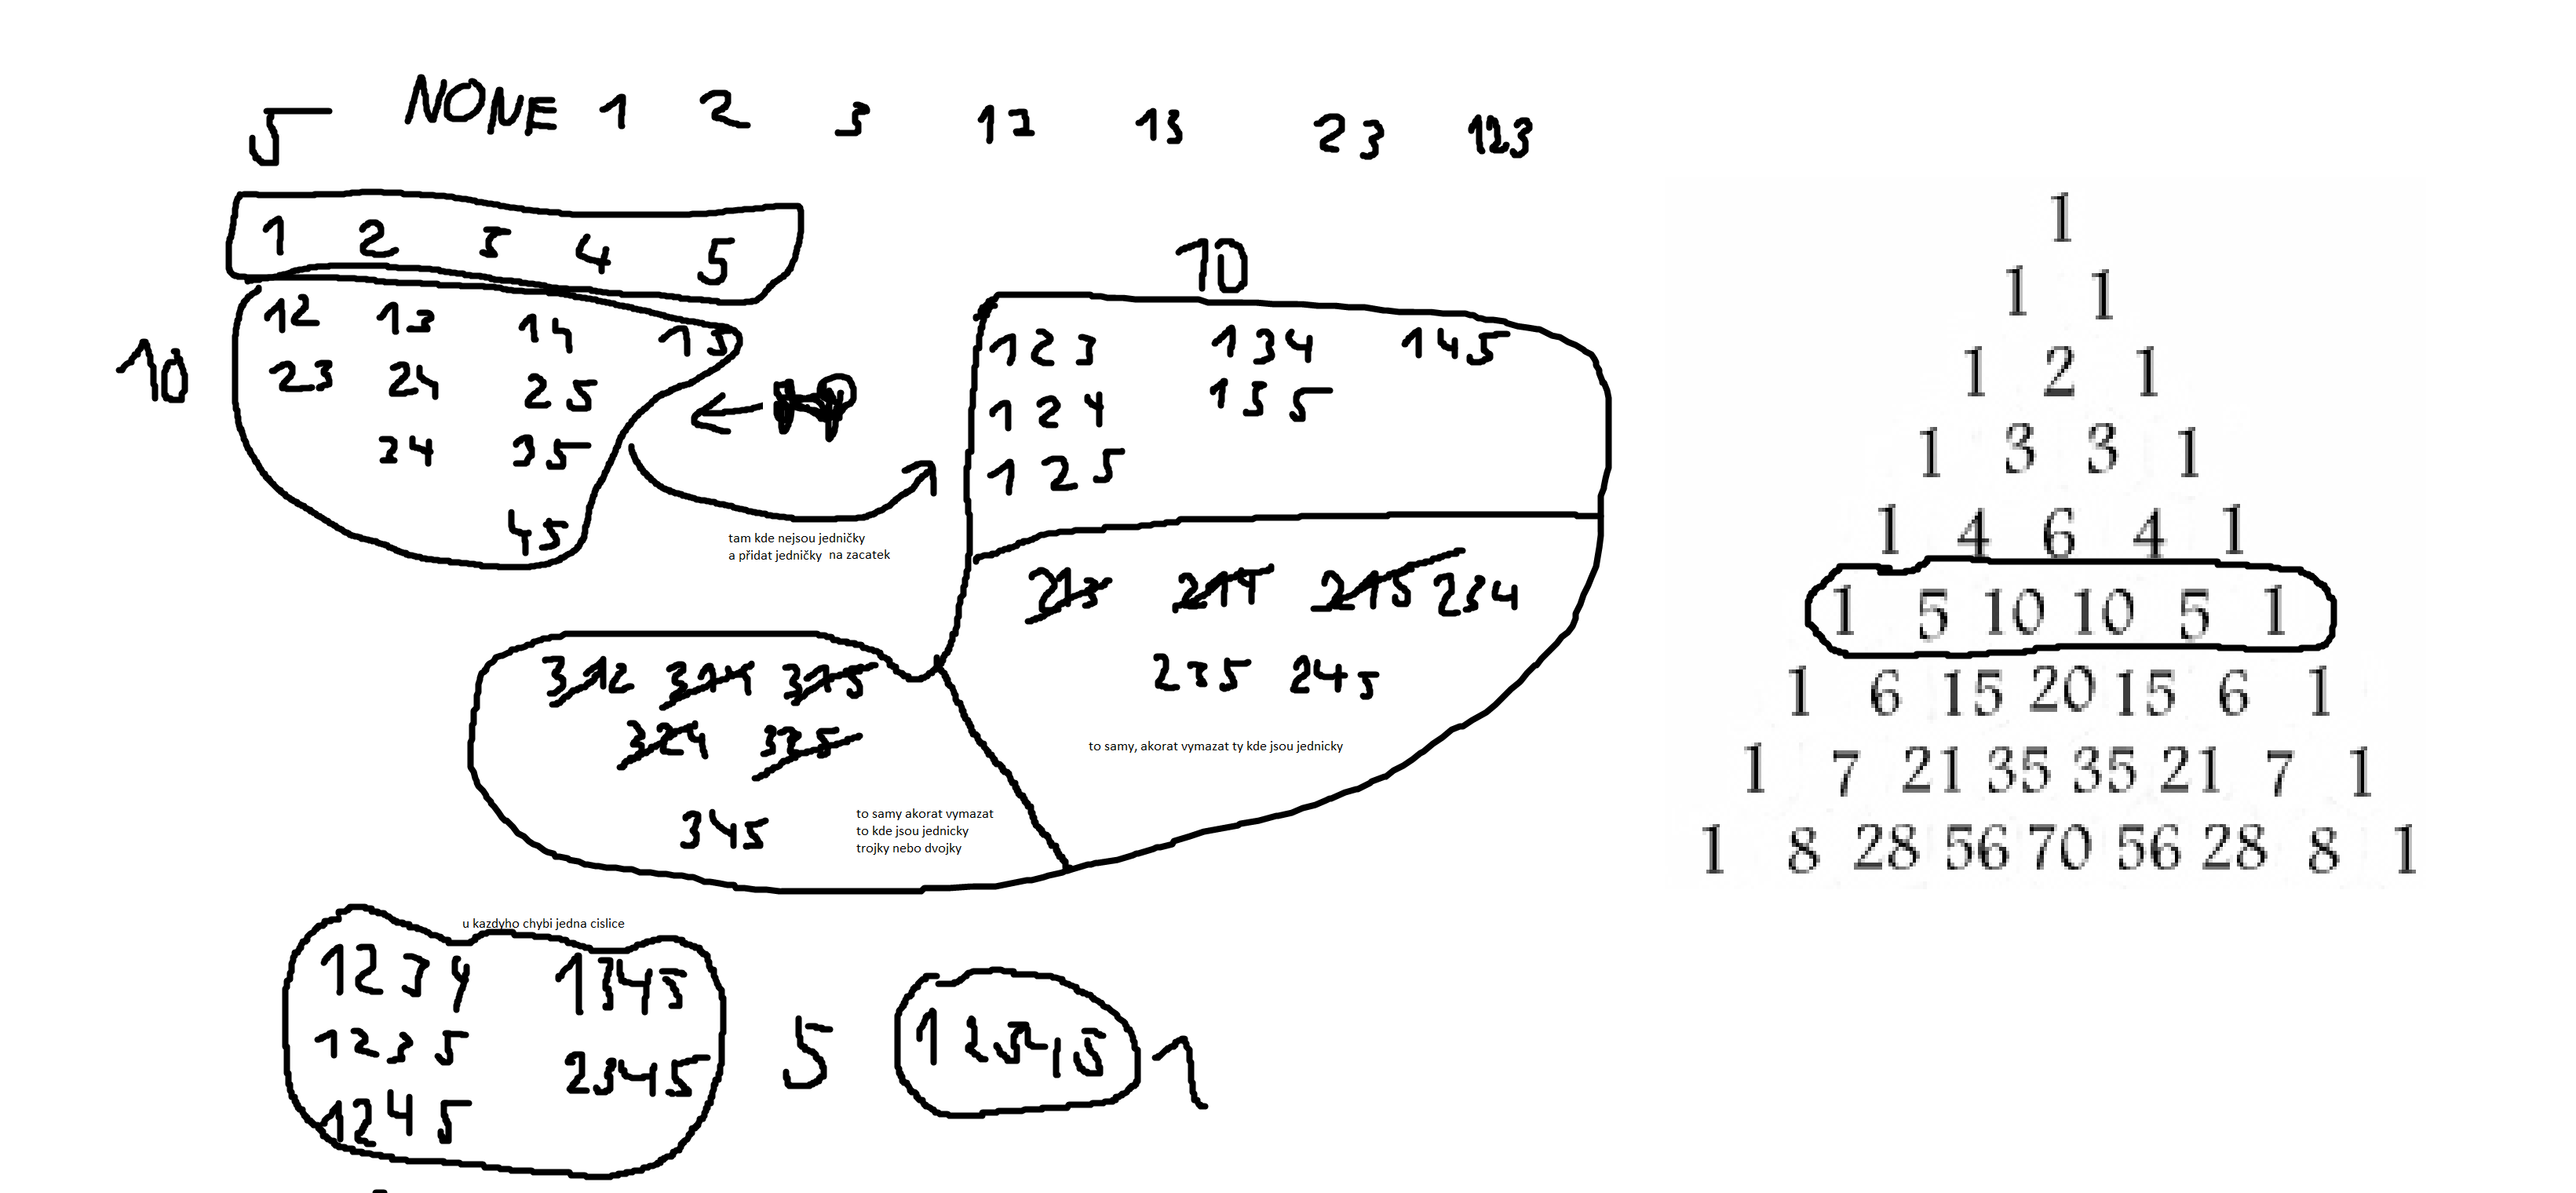 5 NONE 1 2 3 12 13 23 123
1 2 3 4 5
10
12 13 14 15
23 24 25
34 35
45
tam kde nejsou jedničky
a přidat jedničky na zacatek
10
123 134 145
124 135
125
213 214 215 234
235 245
to samy, akorat vymazat ty kde jsou jednicky
312 314 315
324 325
345
to samy akorat vymazat
to kde jsou jednicky
trojky nebo dvojky
u kazdyho chybi jedna cislice
1234 1345
1235 2345
1245
5
12345
1
1
1 1
1 2 1
1 3 3 1
1 4 6 4 1
1 5 10 10 5 1
1 6 15 20 15 6 1
1 7 21 35 35 21 7 1
1 8 28 56 70 56 28 8 1